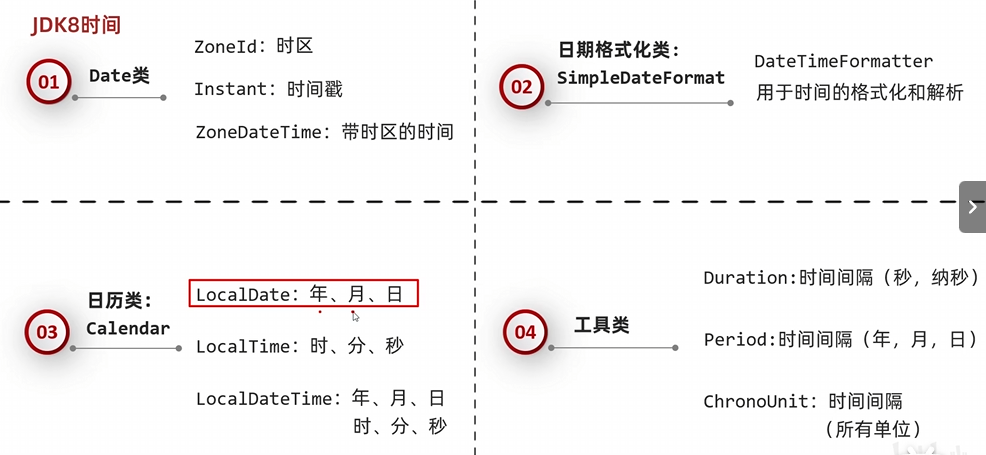 JDK8时间
01
Date类
ZoneId：时区
Instant：时间戳
ZoneDateTime：带时区的时间
02
日期格式化类：
SimpleDateFormat
DateTimeFormatter
用于时间的格式化和解析
03
日历类：
Calendar
LocalDate：年、月、日
LocalTime：时、分、秒
LocalDateTime：年、月、日
时、分、秒
04
工具类
Duration:时间间隔（秒，纳秒）
Period:时间间隔（年，月，日）
ChronoUnit：时间间隔
（所有单位）